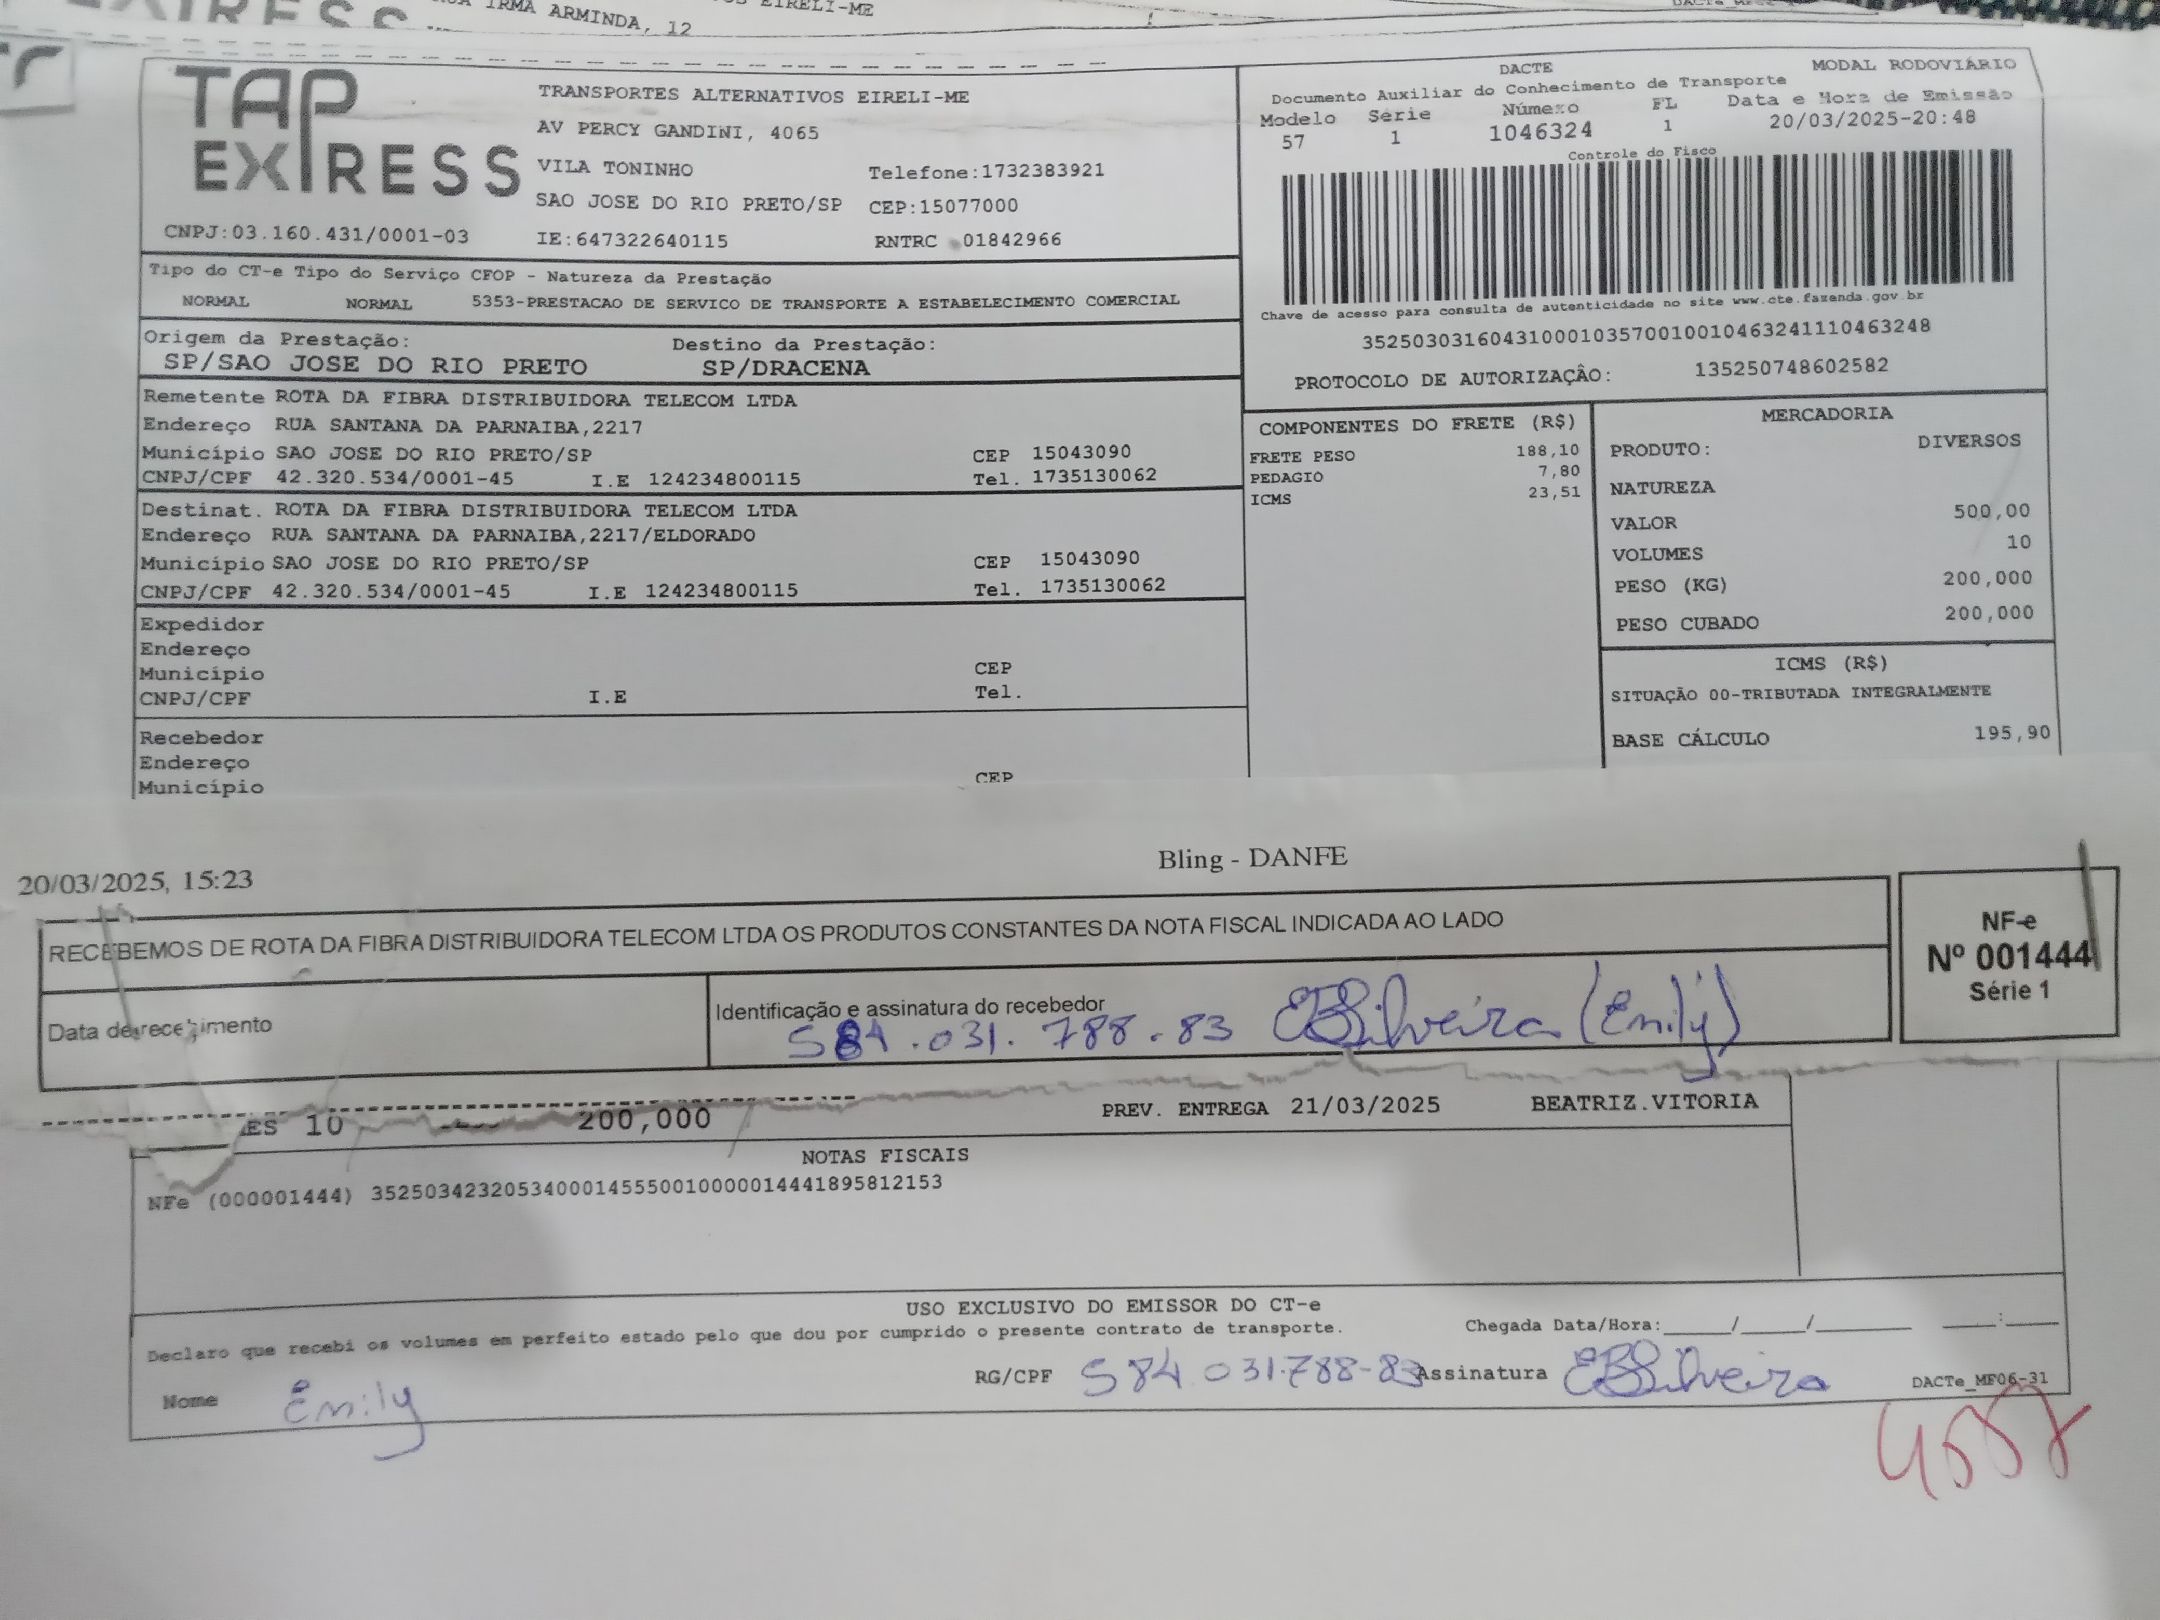 IRMA ARMINDA, 12
EIRELI-ME
TAP EXPRESS
TRANSPORTES ALTERNATIVOS EIRELI-ME
AV PERCY GANDINI, 4065
VILA TONINHO Telefone:1732383921
SAO JOSE DO RIO PRETO/SP CEP:15077000
CNPJ:03.160.431/0001-03 IE:647322640115 RNTRC 01842966
DACTE MODAL RODOVIÁRIO
Documento Auxiliar do Conhecimento de Transporte
Modelo Série Número FL Data e Hora de Emissão
57 1 1046324 1 20/03/2025-20:48
Controle do Fisco
Chave de acesso para consulta de autenticidade no site www.cte.fazenda.gov.br
35250303160431000103570010010463241110463248
PROTOCOLO DE AUTORIZAÇÂO: 135250748602582
Tipo do CT-e Tipo do Serviço CFOP - Natureza da Prestação
NORMAL NORMAL 5353-PRESTACAO DE SERVICO DE TRANSPORTE A ESTABELECIMENTO COMERCIAL
Origem da Prestação: Destino da Prestação:
SP/SAO JOSE DO RIO PRETO SP/DRACENA
Remetente ROTA DA FIBRA DISTRIBUIDORA TELECOM LTDA
Endereço RUA SANTANA DA PARNAIBA,2217
Município SAO JOSE DO RIO PRETO/SP CEP 15043090
CNPJ/CPF 42.320.534/0001-45 I.E 124234800115 Tel. 1735130062
Destinat. ROTA DA FIBRA DISTRIBUIDORA TELECOM LTDA
Endereço RUA SANTANA DA PARNAIBA,2217/ELDORADO
Município SAO JOSE DO RIO PRETO/SP CEP 15043090
CNPJ/CPF 42.320.534/0001-45 I.E 124234800115 Tel. 1735130062
Expedidor
Endereço
Município CEP
CNPJ/CPF I.E Tel.
Recebedor
Endereço
Município CEP
COMPONENTES DO FRETE (R$)
FRETE PESO 188,10
PEDAGIO 7,80
ICMS 23,51
MERCADORIA
PRODUTO: DIVERSOS
NATUREZA
VALOR 500,00
VOLUMES 10
PESO (KG) 200,000
PESO CUBADO 200,000
ICMS (R$)
SITUAÇÃO 00-TRIBUTADA INTEGRALMENTE
BASE CÁLCULO 195,90
20/03/2025, 15:23 Bling - DANFE
RECEBEMOS DE ROTA DA FIBRA DISTRIBUIDORA TELECOM LTDA OS PRODUTOS CONSTANTES DA NOTA FISCAL INDICADA AO LADO
NF-e
Nº 001444
Série 1
Data de recebimento
Identificação e assinatura do recebedor
584.031.788-83 EBSilveira (Emily)
ES 10 200,000 PREV. ENTREGA 21/03/2025 BEATRIZ.VITORIA
NOTAS FISCAIS
NFe (000001444) 35250342320534000145550010000014441895812153
USO EXCLUSIVO DO EMISSOR DO CT-e
Declaro que recebi os volumes em perfeito estado pelo que dou por cumprido o presente contrato de transporte. Chegada Data/Hora:_____/_____/_______ ____:____
Nome Emily RG/CPF 584.031.788-83 Assinatura EBSilveira DACTe_MF06-31